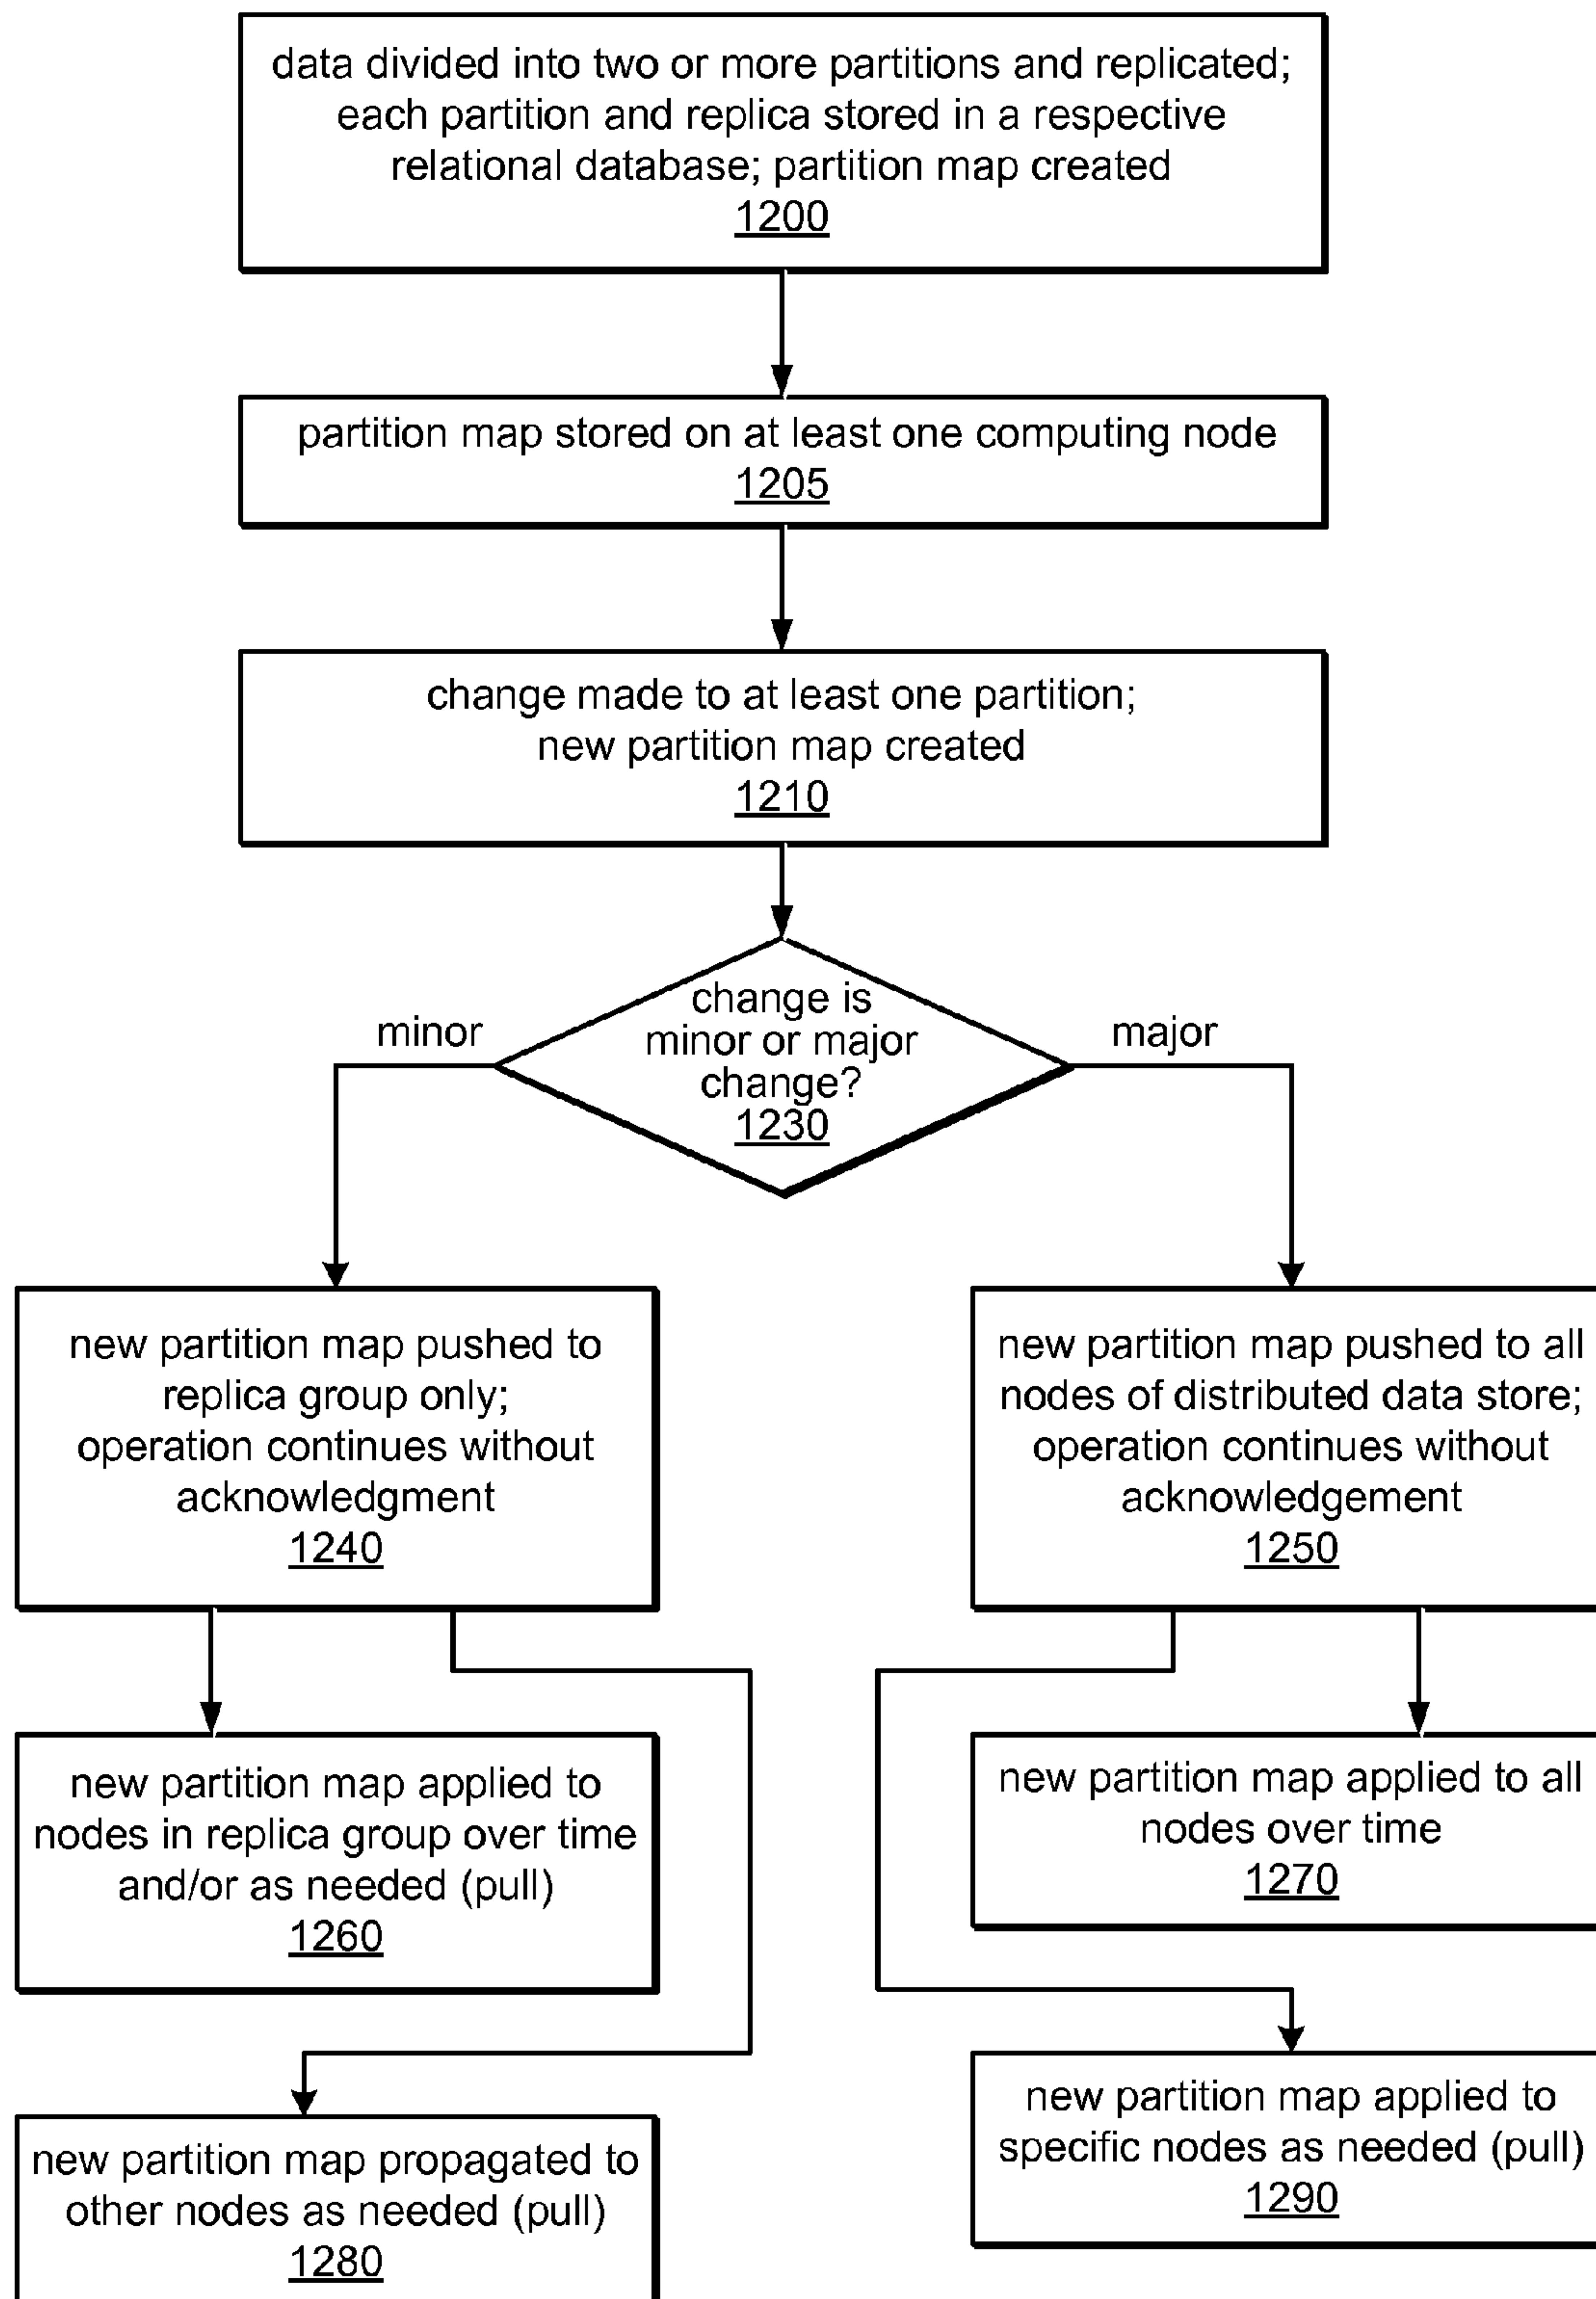 data divided into two or more partitions and replicated;
each partition and replica stored in a respective
relational database; partition map created
1200
partition map stored on at least one computing node
1205
change made to at least one partition;
new partition map created
1210
change is
minor or major
change?
1230
minor
major
new partition map pushed to
replica group only;
operation continues without
acknowledgment
1240
new partition map pushed to all
nodes of distributed data store;
operation continues without
acknowledgement
1250
new partition map applied to
nodes in replica group over time
and/or as needed (pull)
1260
new partition map applied to all
nodes over time
1270
new partition map propagated to
other nodes as needed (pull)
1280
new partition map applied to
specific nodes as needed (pull)
1290